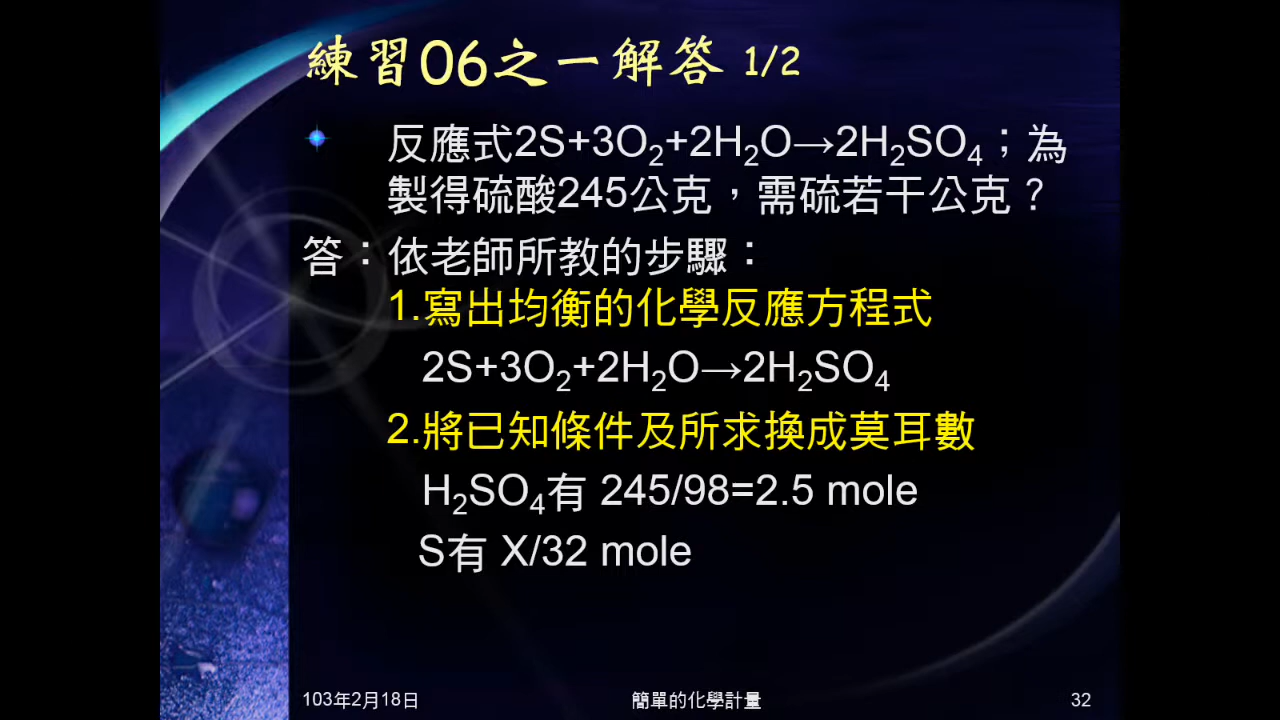 練習06之一解答 1/2
反應式2S+3O₂+2H₂O→2H₂SO₄；為
製得硫酸245公克，需硫若干公克？
答：依老師所教的步驟：
1.寫出均衡的化學反應方程式
2S+3O₂+2H₂O→2H₂SO₄
2.將已知條件及所求換成莫耳數
H₂SO₄有 245/98=2.5 mole
S有 X/32 mole
103年2月18日
簡單的化學計量
32